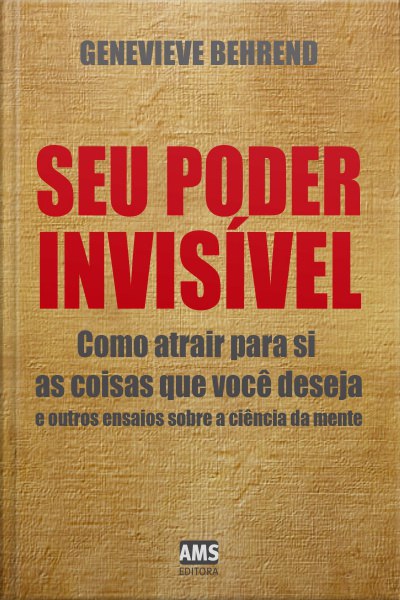 GENEVIEVE BEHREND
SEU PODER
INVISÍVEL
Como atrair para si
as coisas que você deseja
e outros ensaios sobre a ciência da mente
AMS
EDITORA